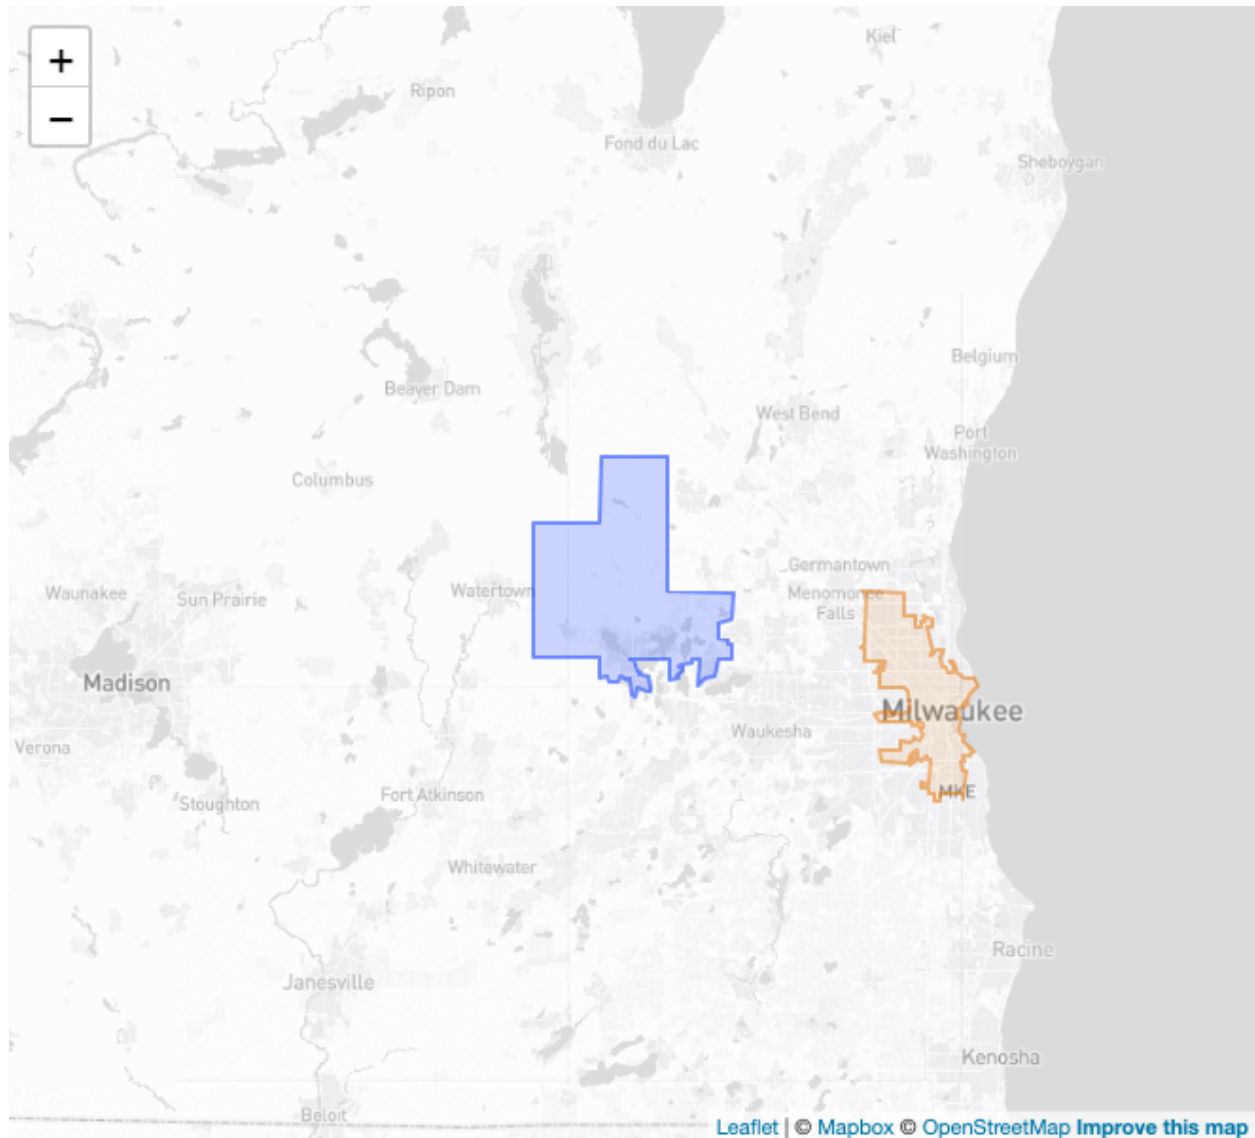 +
−
Kiel
Ripon
Fond du Lac
Sheboygan
Belgium
Beaver Dam
West Bend
Port
Washington
Columbus
Germantown
Waunakee
Sun Prairie
Watertown
Menomonee
Falls
Madison
Milwaukee
Waukesha
Verona
MKE
Stoughton
Fort Atkinson
Whitewater
Racine
Janesville
Kenosha
Beloit
Leaflet | © Mapbox © OpenStreetMap Improve this map